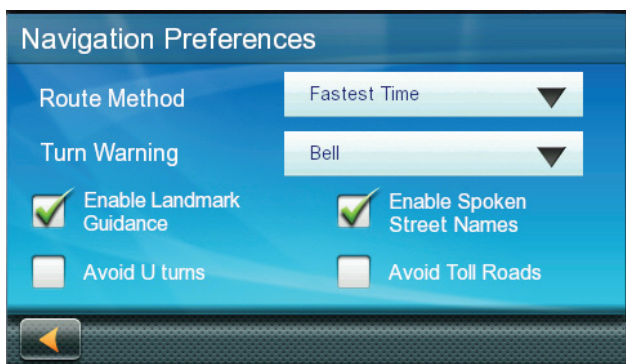 Navigation Preferences
Route Method
Fastest Time
Turn Warning
Bell
Enable Landmark
Guidance
Enable Spoken
Street Names
Avoid U turns
Avoid Toll Roads